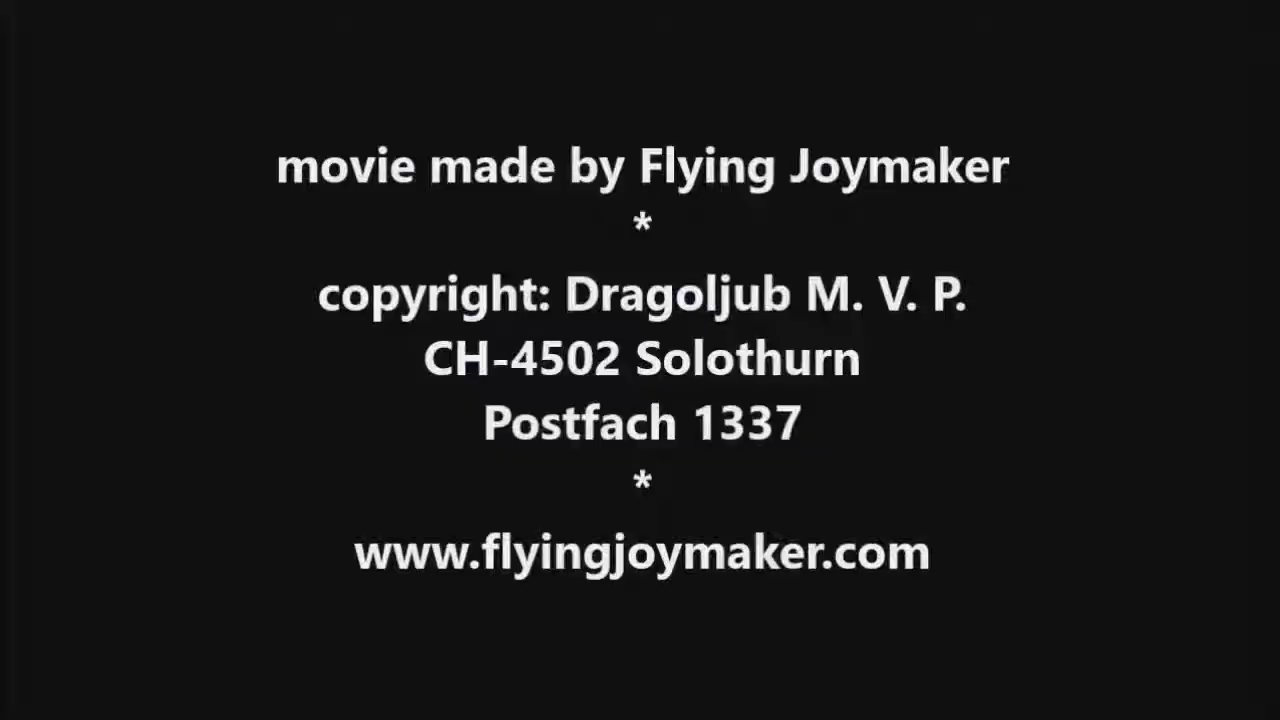 movie made by Flying Joymaker
*
copyright: Dragoljub M. V. P.
CH-4502 Solothurn
Postfach 1337
*
www.flyingjoymaker.com